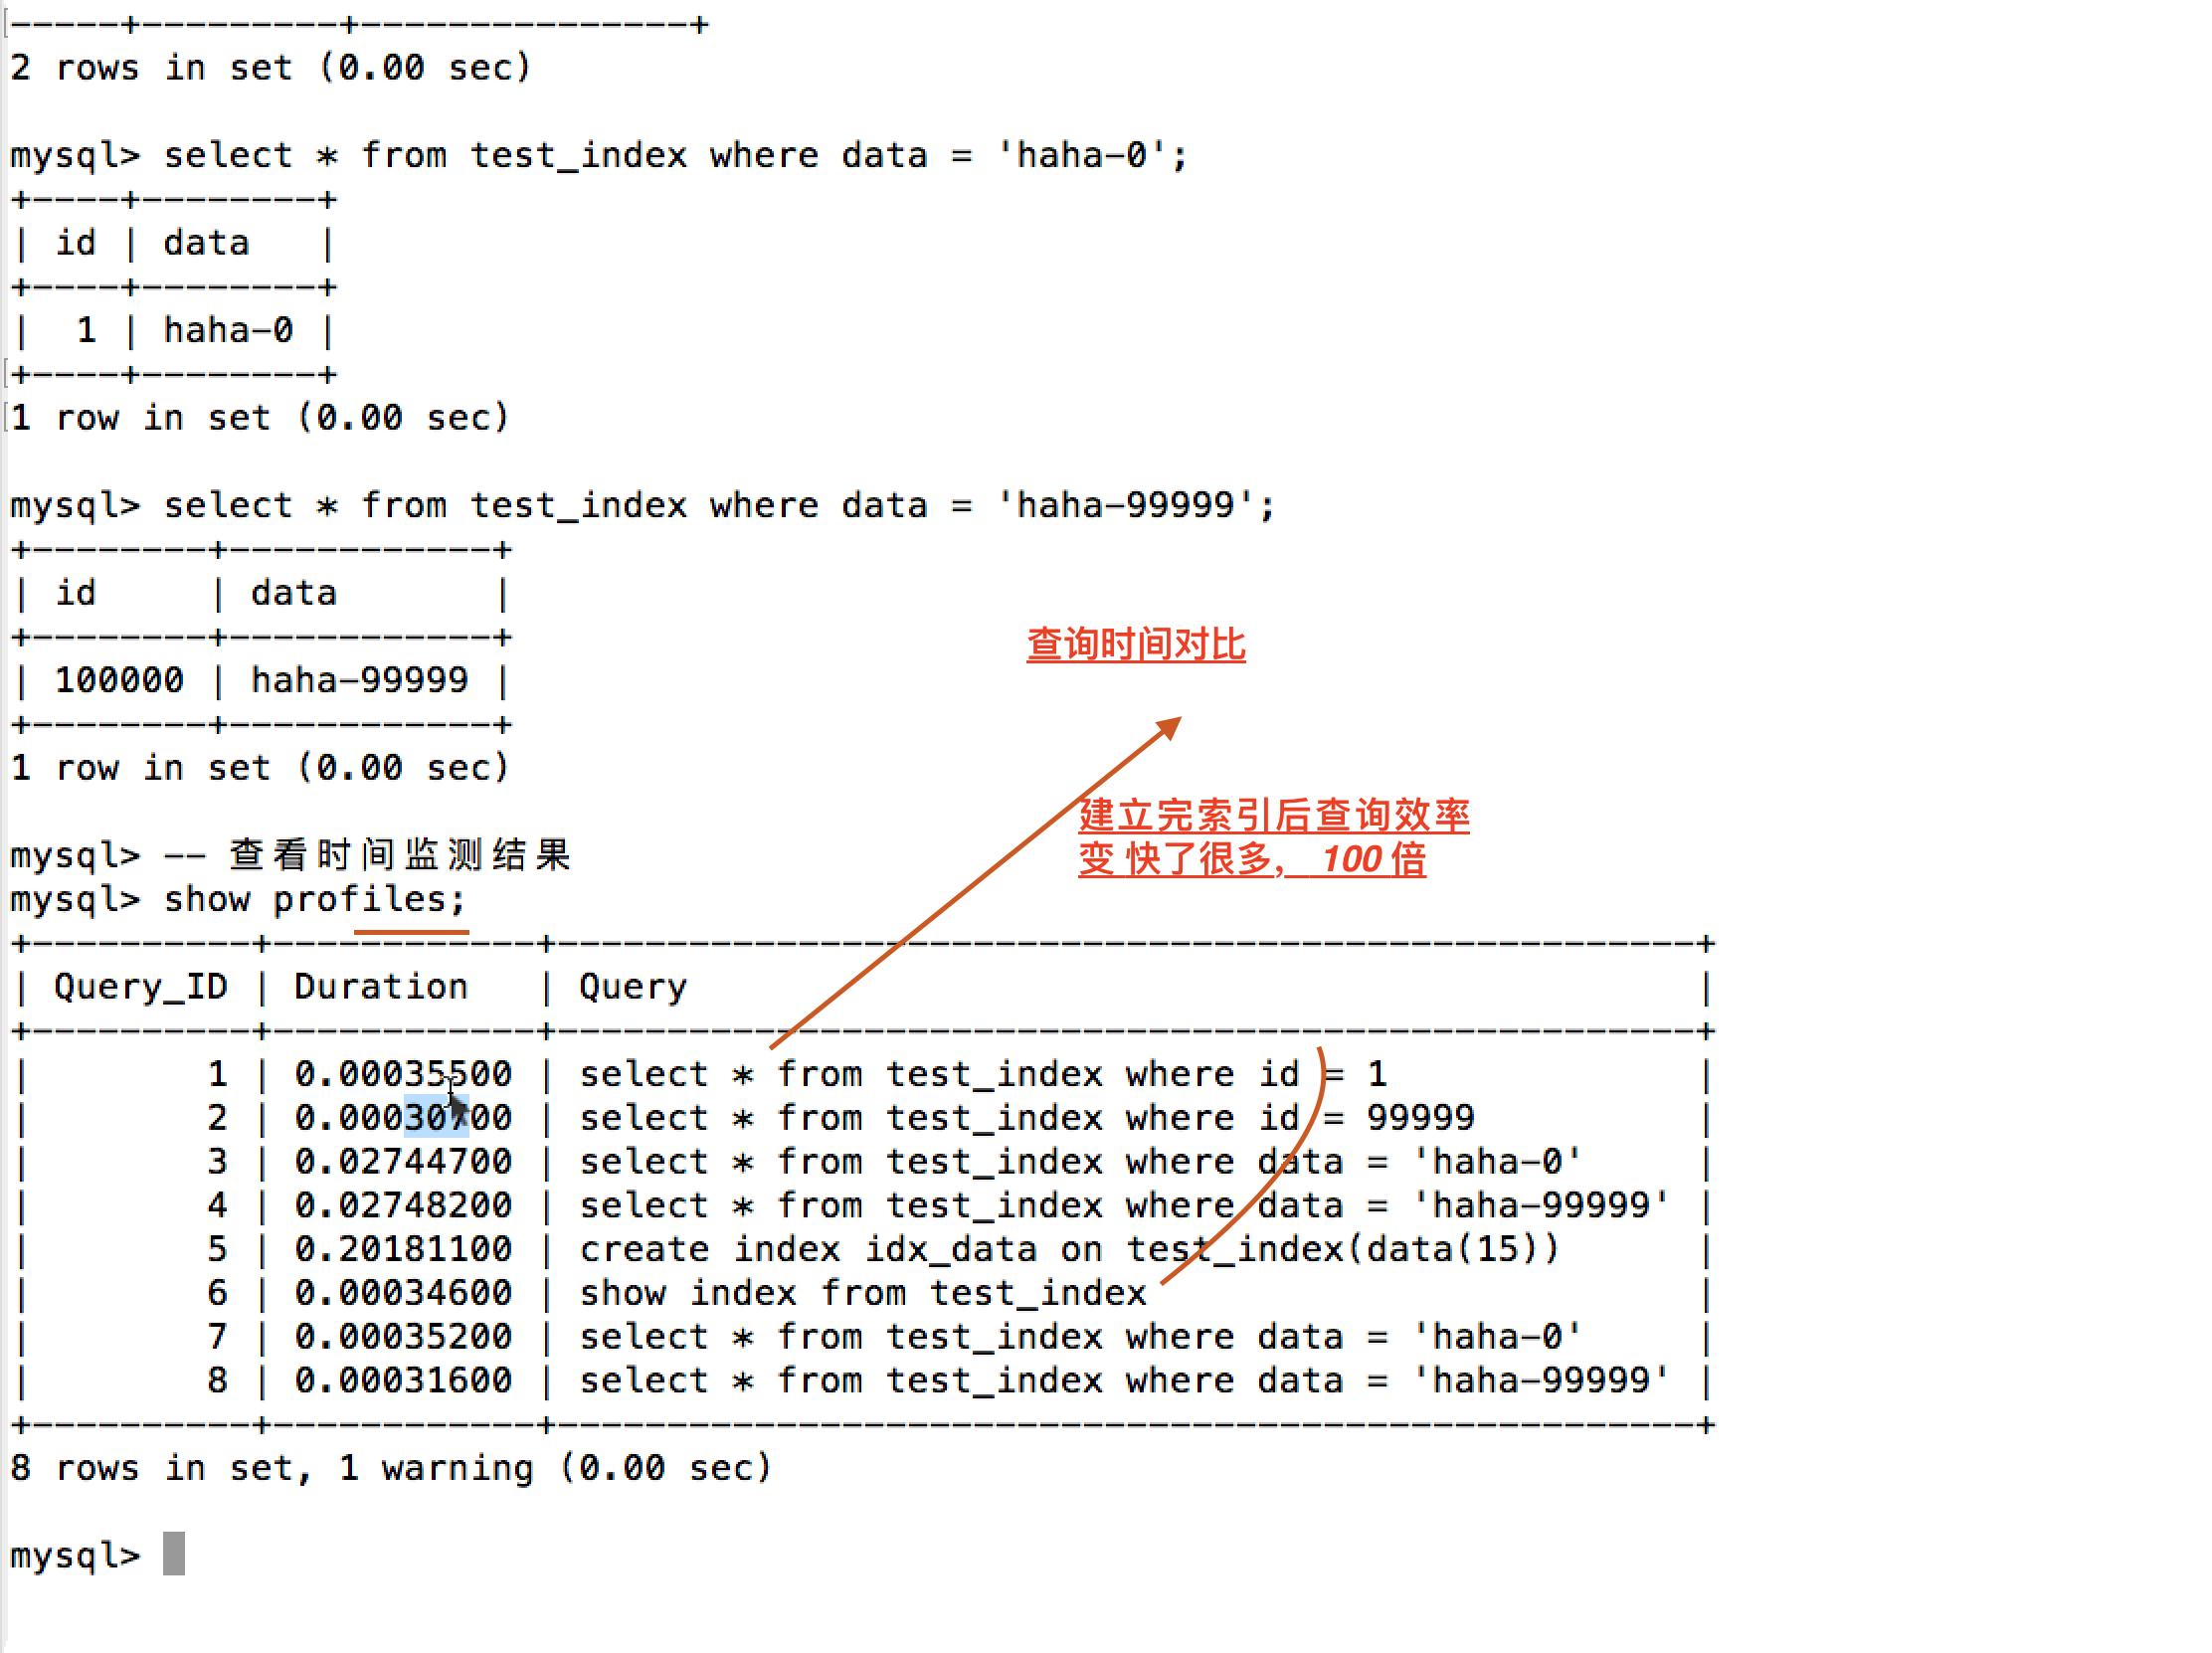 -----+---------+---------------+
2 rows in set (0.00 sec)
mysql> select * from test_index where data = 'haha-0';
+----+--------+
| id | data   |
+----+--------+
|  1 | haha-0 |
+----+--------+
1 row in set (0.00 sec)
mysql> select * from test_index where data = 'haha-99999';
+--------+------------+
| id     | data       |
+--------+------------+
| 100000 | haha-99999 |
+--------+------------+
1 row in set (0.00 sec)
查询时间对比
建立完索引后查询效率
变 快了很多， 100 倍
mysql> -- 查看时间监测结果
mysql> show profiles;
+----------+------------+----------------------------------------------------+
| Query_ID | Duration   | Query                                              |
+----------+------------+----------------------------------------------------+
|        1 | 0.00035500 | select * from test_index where id = 1              |
|        2 | 0.00030700 | select * from test_index where id = 99999          |
|        3 | 0.02744700 | select * from test_index where data = 'haha-0'     |
|        4 | 0.02748200 | select * from test_index where data = 'haha-99999' |
|        5 | 0.20181100 | create index idx_data on test_index(data(15))      |
|        6 | 0.00034600 | show index from test_index                         |
|        7 | 0.00035200 | select * from test_index where data = 'haha-0'     |
|        8 | 0.00031600 | select * from test_index where data = 'haha-99999' |
+----------+------------+----------------------------------------------------+
8 rows in set, 1 warning (0.00 sec)
mysql>